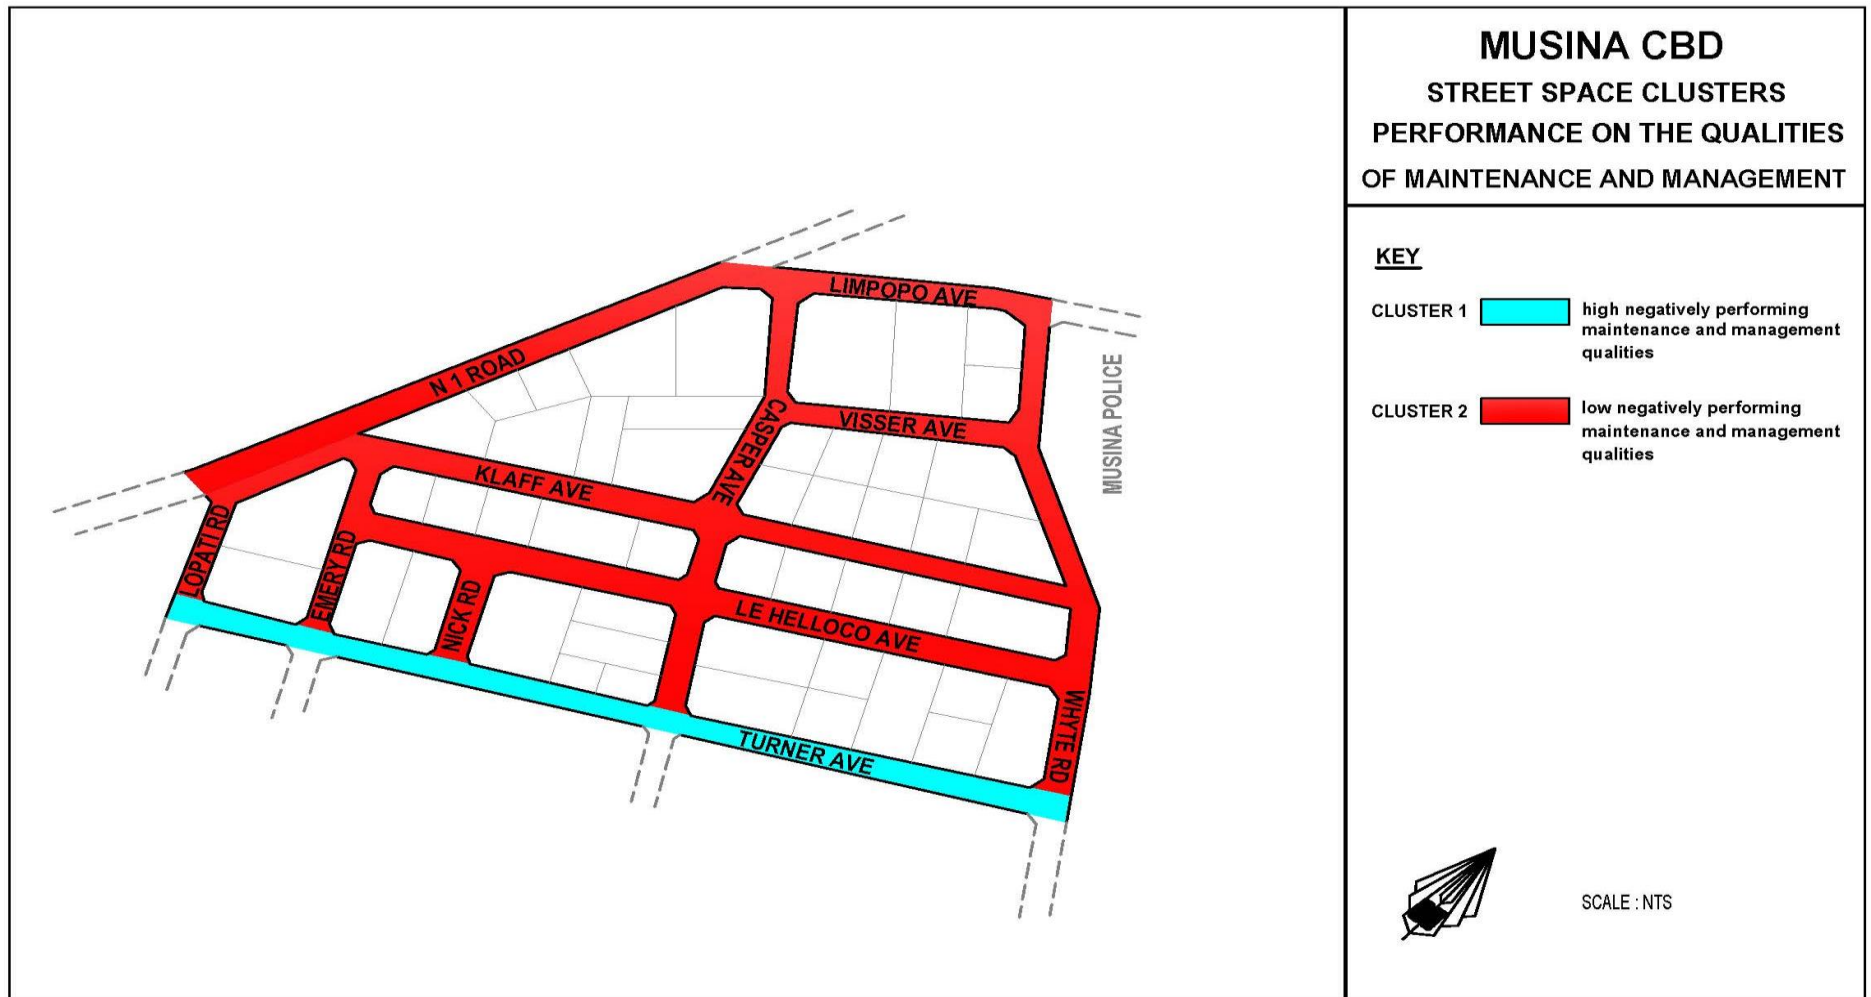 MUSINA CBD
STREET SPACE CLUSTERS
PERFORMANCE ON THE QUALITIES
OF MAINTENANCE AND MANAGEMENT
KEY
CLUSTER 1
high negatively performing
maintenance and management
qualities
CLUSTER 2
low negatively performing
maintenance and management
qualities
SCALE : NTS
LIMPOPO AVE
N 1 ROAD
MUSINA POLICE
CASPER AVE
VISSER AVE
KLAFF AVE
LOPATI RD
EMERY RD
NICK RD
LE HELLOCO AVE
WHYTE RD
TURNER AVE